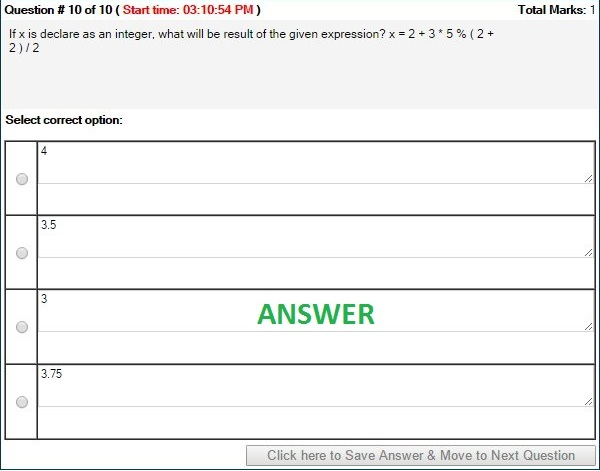 Question # 10 of 10 ( Start time: 03:10:54 PM ) Total Marks: 1
If x is declare as an integer, what will be result of the given expression? x = 2 + 3 * 5 % ( 2 +
2 ) / 2
Select correct option:
4
3.5
3
ANSWER
3.75
Click here to Save Answer & Move to Next Question